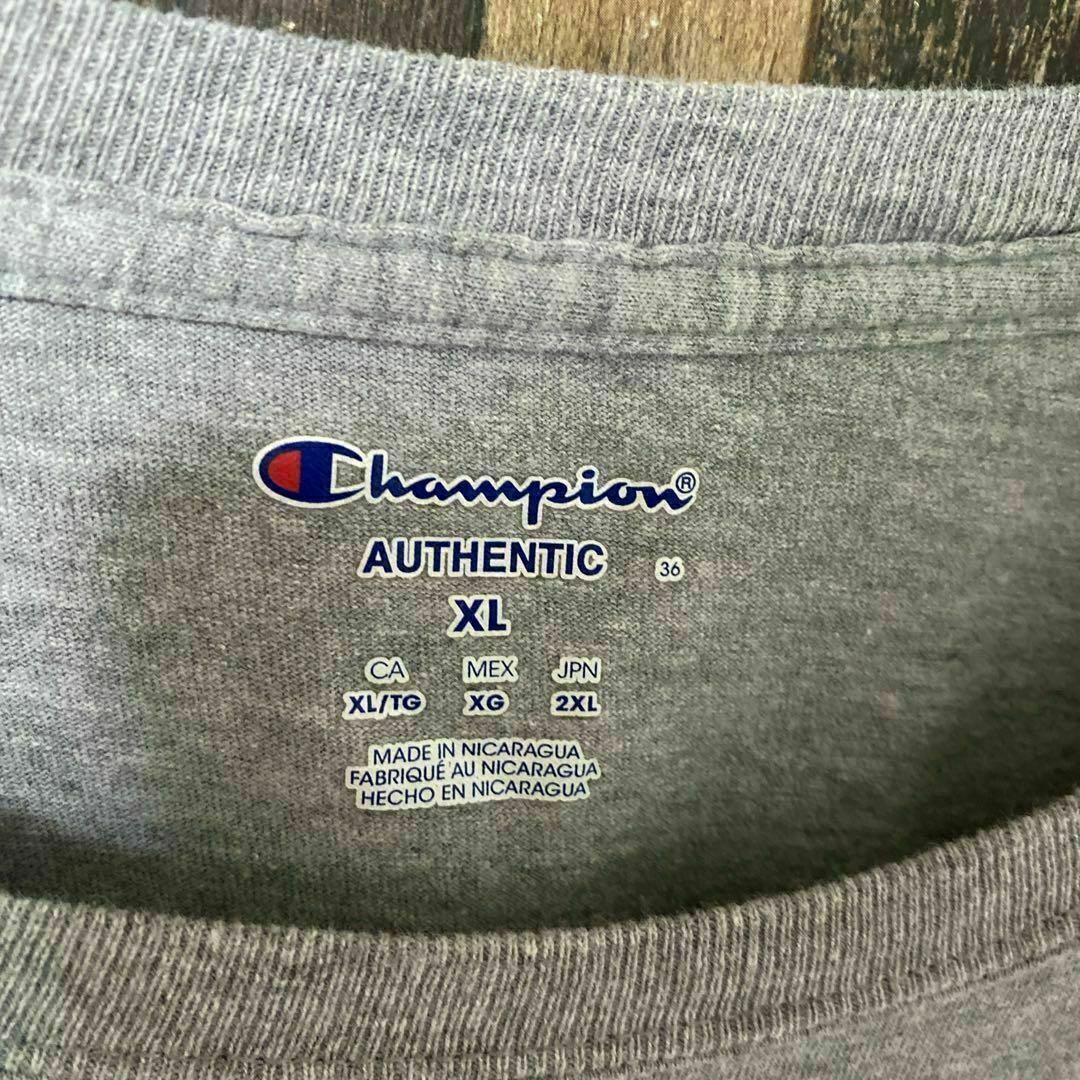 Champion®
AUTHENTIC 36
XL
CA MEX JPN
XL/TG XG 2XL
MADE IN NICARAGUA
FABRIQUÉ AU NICARAGUA
HECHO EN NICARAGUA